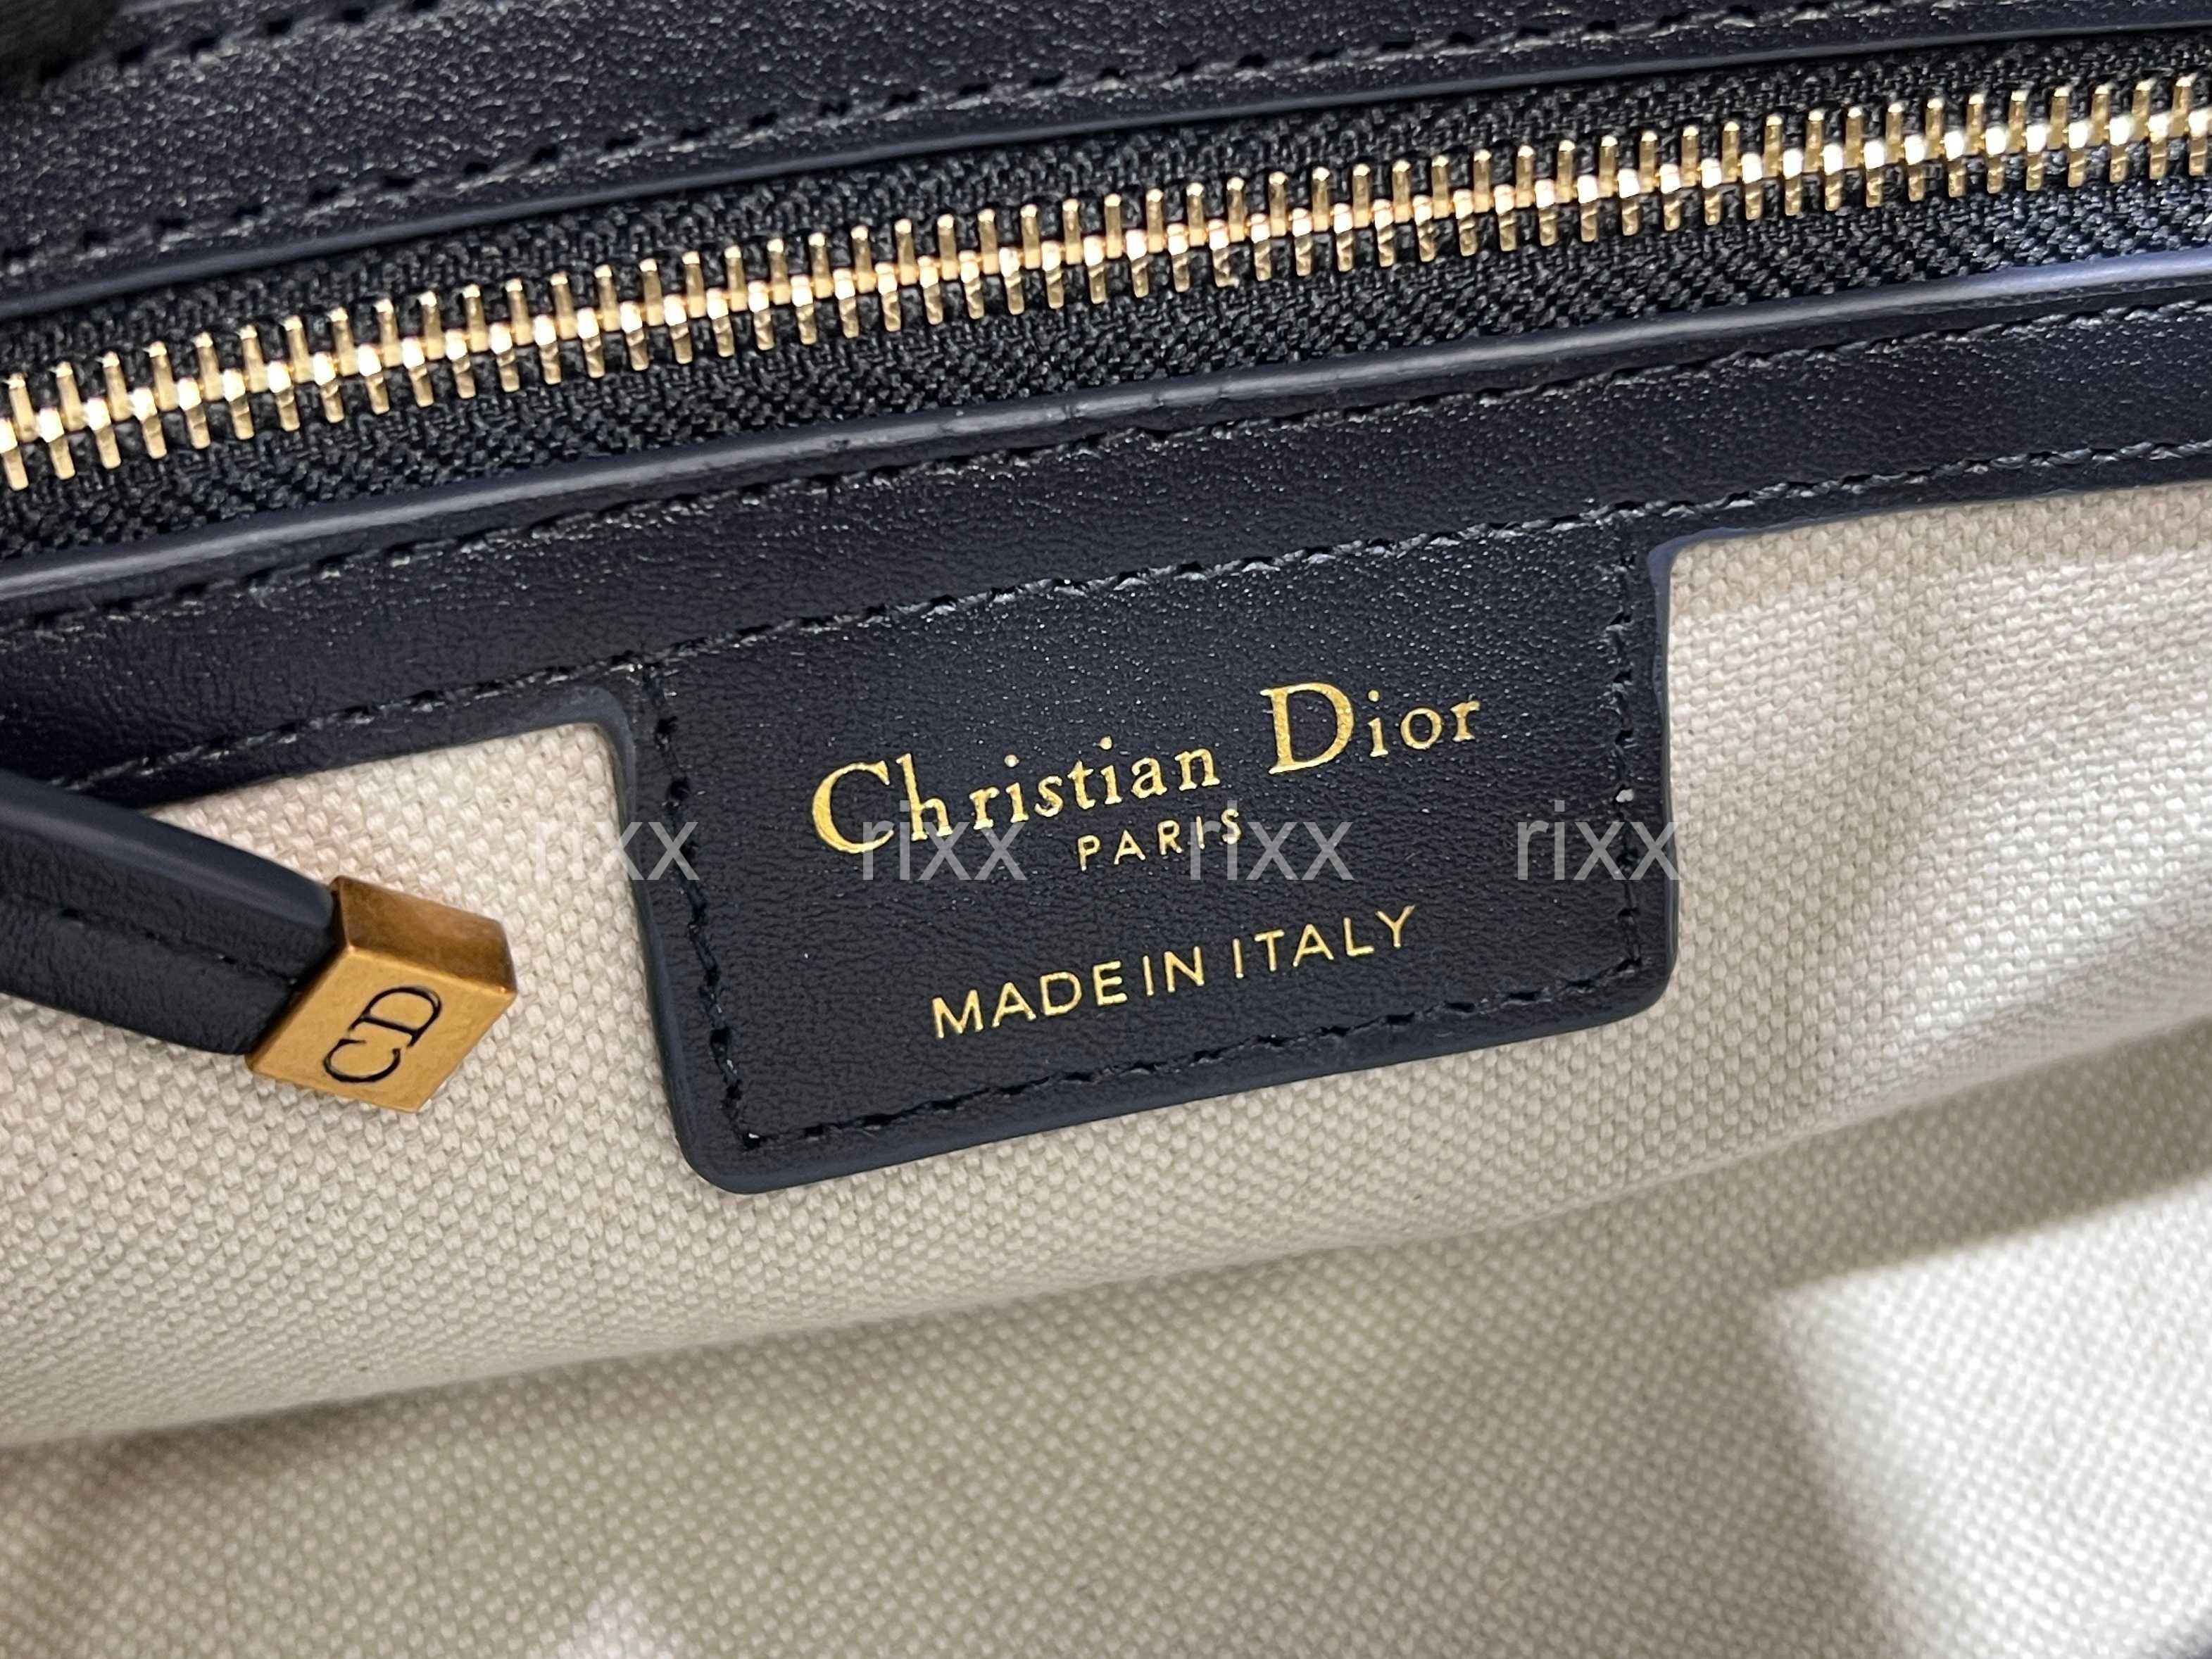 Christian Dior
PARIS
rixx rixx rixx rixx
MADE IN ITALY
CD